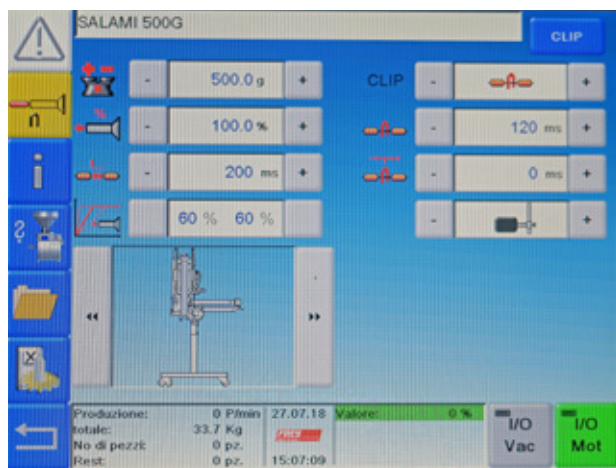 SALAMI 500G
CLIP
- 500.0 g +
CLIP - +
% - 100.0 % +
- 120 ms +
- 200 ms +
- 0 ms +
60 % 60 %
- +
Produzione: 0 P/min
totale: 33.7 Kg
No di pezzi: 0 pz.
Rest: 0 pz.
27.07.18
15:07:09
Valore: 0 %
I/O
Vac
I/O
Mot